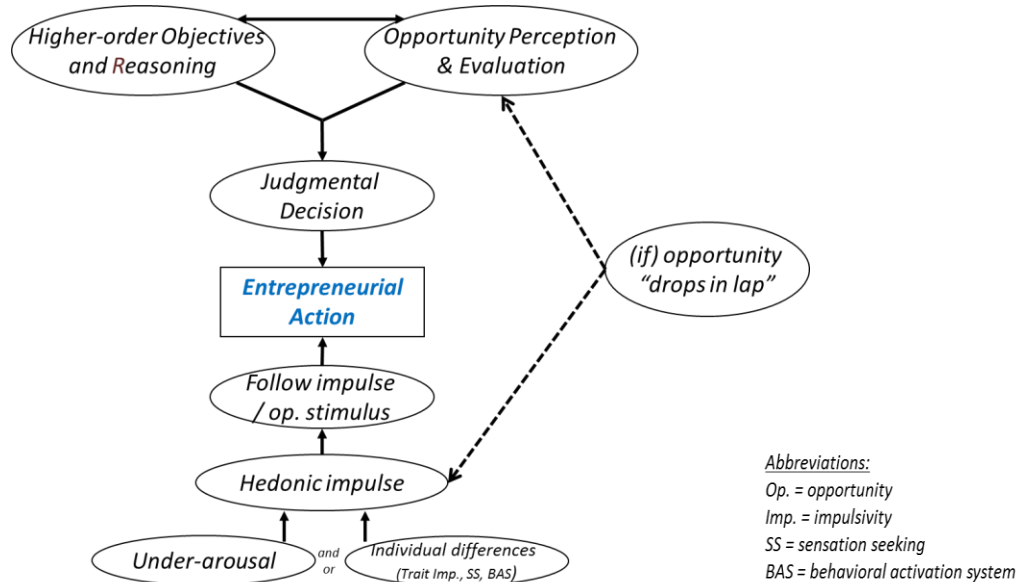 Higher-order Objectives
and Reasoning
Opportunity Perception
& Evaluation
Judgmental
Decision
(if) opportunity
“drops in lap”
Entrepreneurial
Action
Follow impulse
/ op. stimulus
Hedonic impulse
Under-arousal
and
or
Individual differences
(Trait Imp., SS, BAS)
Abbreviations:
Op. = opportunity
Imp. = impulsivity
SS = sensation seeking
BAS = behavioral activation system